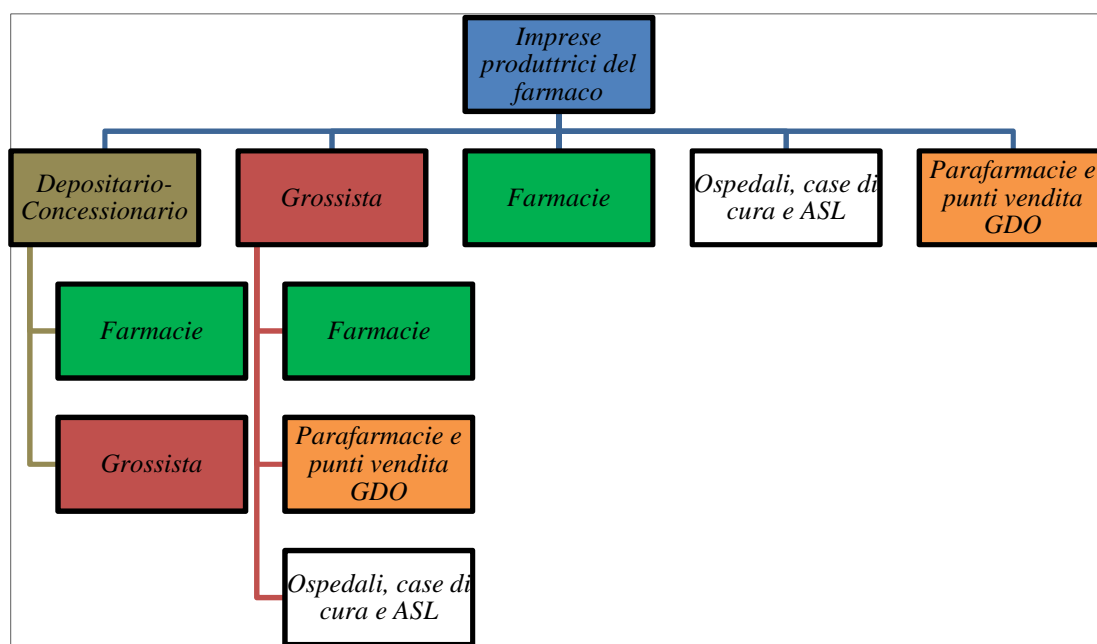 Imprese
produttrici del
farmaco
Depositario-
Concessionario
Grossista
Farmacie
Ospedali, case di
cura e ASL
Parafarmacie e
punti vendita
GDO
Farmacie
Grossista
Farmacie
Parafarmacie e
punti vendita
GDO
Ospedali, case di
cura e ASL